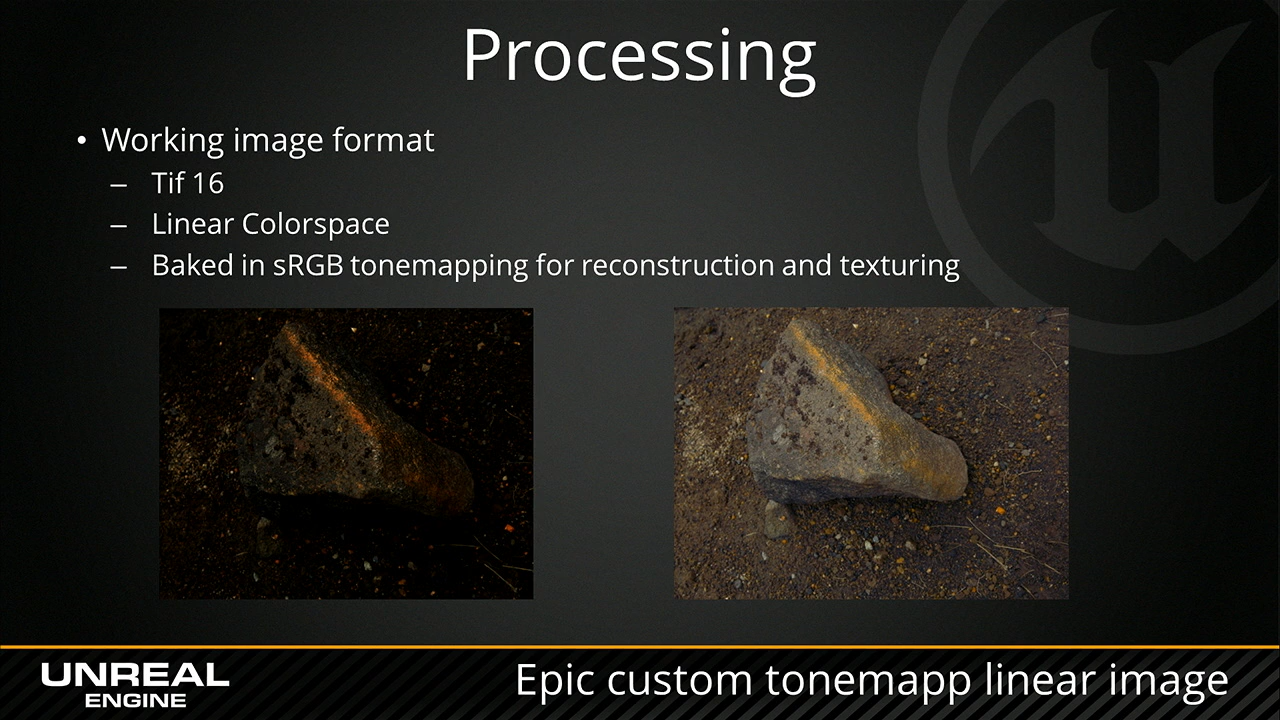 Processing
• Working image format
– Tif 16
– Linear Colorspace
– Baked in sRGB tonemapping for reconstruction and texturing
UNREAL
ENGINE
Epic custom tonemapp linear image